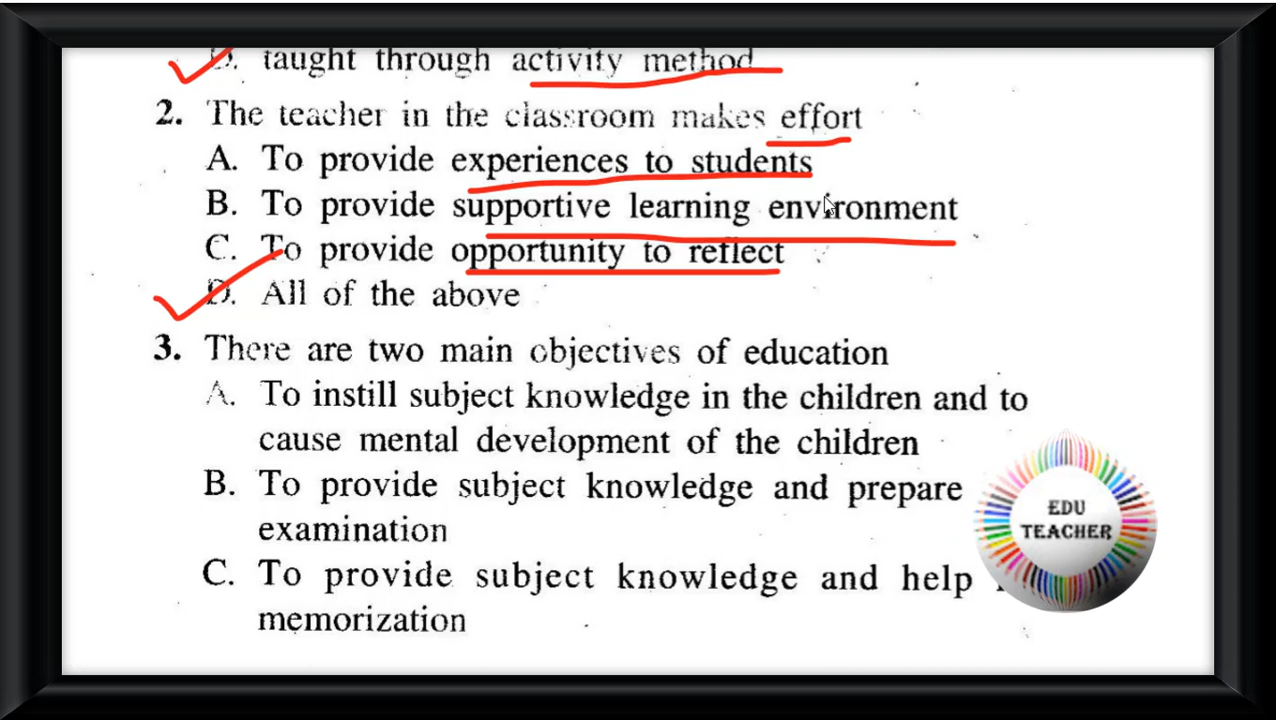 D. taught through activity method
2. The teacher in the classroom makes effort
A. To provide experiences to students
B. To provide supportive learning environment
C. To provide opportunity to reflect
D. All of the above
3. There are two main objectives of education
A. To instill subject knowledge in the children and to
cause mental development of the children
B. To provide subject knowledge and prepare
examination
C. To provide subject knowledge and help
memorization
EDU
TEACHER